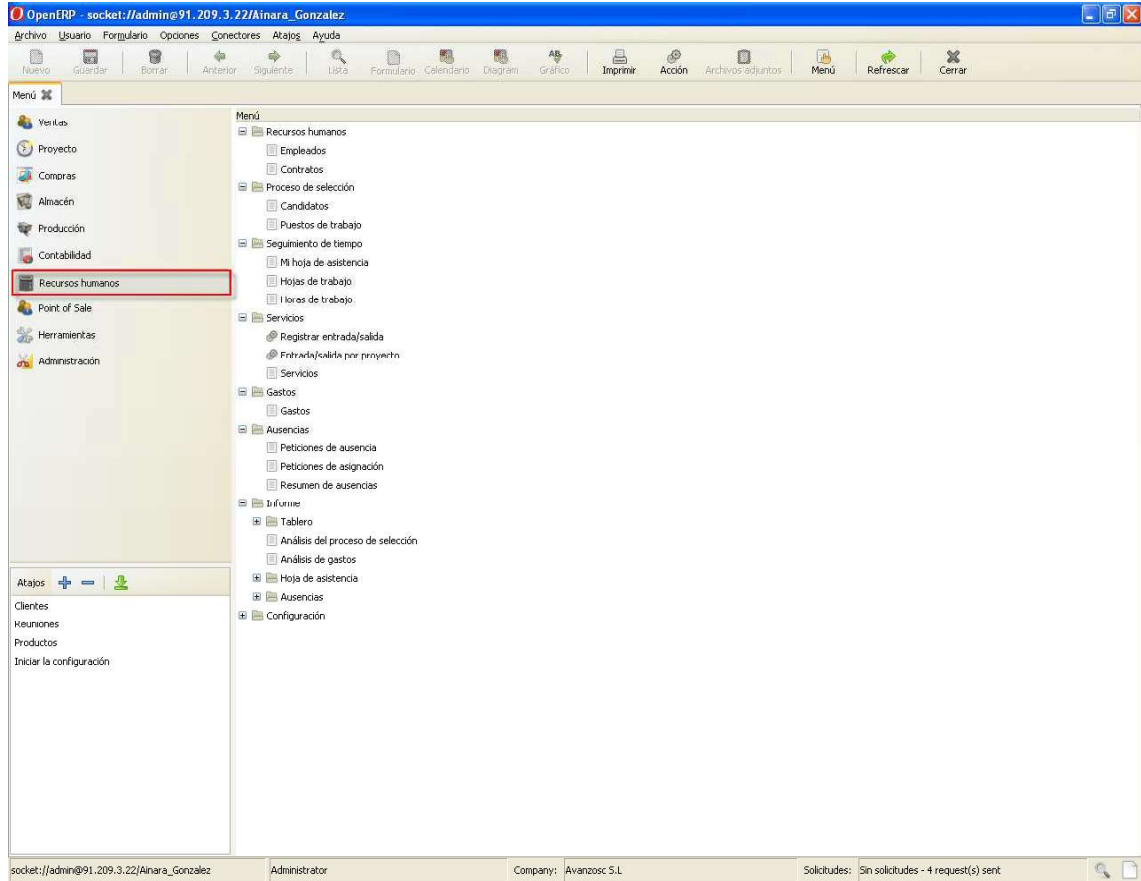 OpenERP - socket://admin@91.209.3.22/Ainara_Gonzalez
Archivo Usuario Formulario Opciones Conectores Atajos Ayuda
Nuevo Guardar Borrar Anterior Siguiente Lista Formulario Calendario Diagram Gráfico Imprimir Acción Archivos adjuntos Menú Refrescar Cerrar
Menú
Ventas
Proyecto
Compras
Almacén
Producción
Contabilidad
Recursos humanos
Point of Sale
Herramientas
Administración
Atajos
Clientes
Reuniones
Productos
Iniciar la configuración
Menú
Recursos humanos
Empleados
Contratos
Proceso de selección
Candidatos
Puestos de trabajo
Seguimiento de tiempo
Mi hoja de asistencia
Hojas de trabajo
Horas de trabajo
Servicios
Registrar entrada/salida
Entrada/salida por proyecto
Servicios
Gastos
Gastos
Ausencias
Peticiones de ausencia
Peticiones de asignación
Resumen de ausencias
Informe
Tablero
Análisis del proceso de selección
Análisis de gastos
Hoja de asistencia
Ausencias
Configuración
socket://admin@91.209.3.22/Ainara_Gonzalez Administrator Company: Avanzosc S.L Solicitudes: Sin solicitudes - 4 request(s) sent